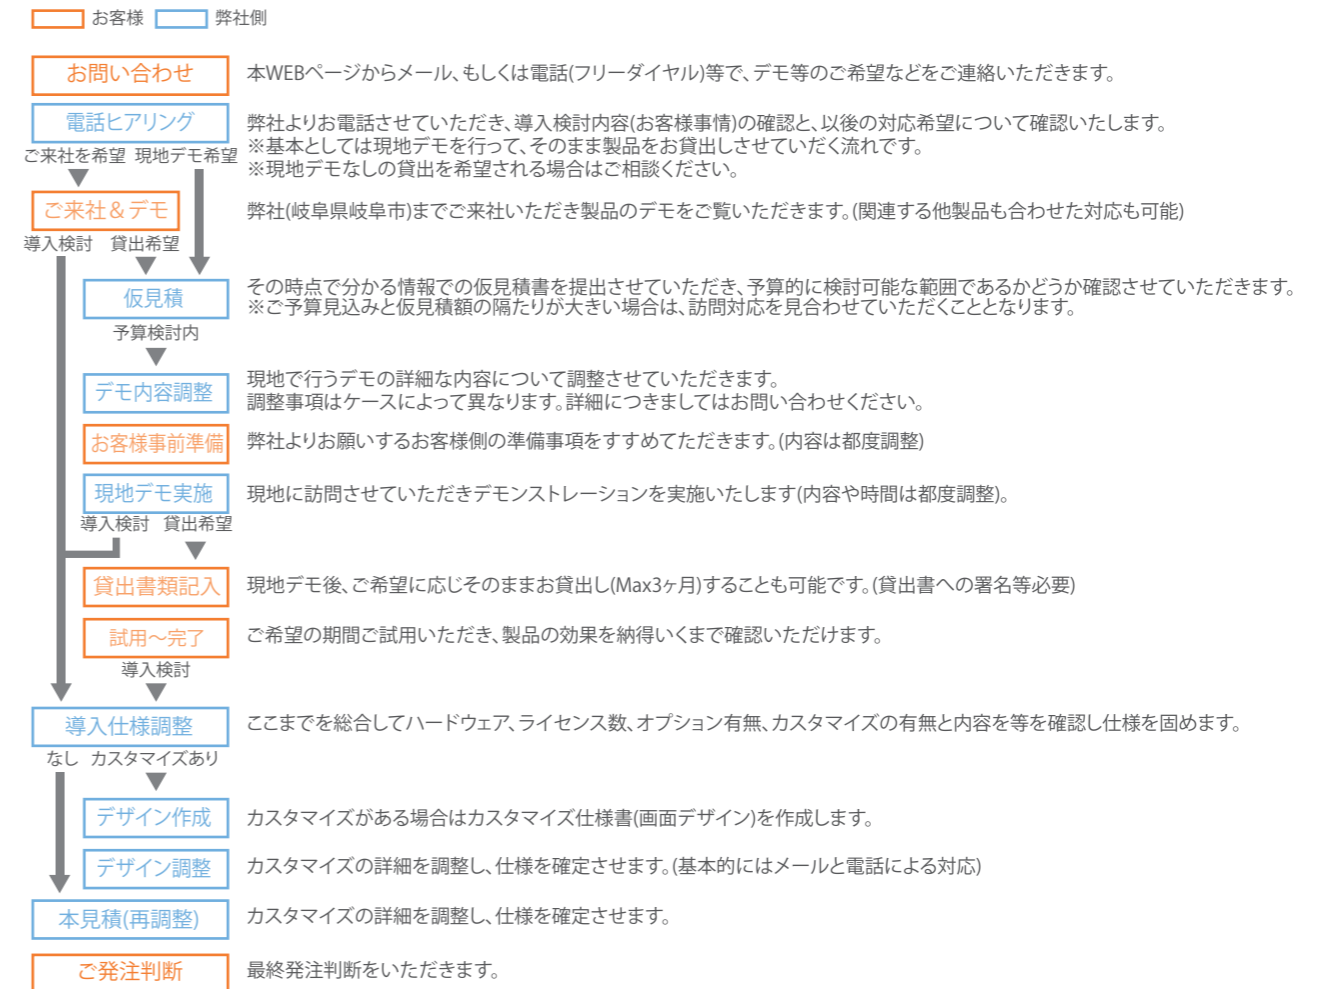 お客様 弊社側
お問い合わせ 本WEBページからメール、もしくは電話(フリーダイヤル)等で、デモ等のご希望などをご連絡いただきます。
電話ヒアリング 弊社よりお電話させていただき、導入検討内容(お客様事情)の確認と、以後の対応希望について確認いたします。
※基本としては現地デモを行って、そのまま製品をお貸出しさせていだく流れです。
※現地デモなしの貸出を希望される場合はご相談ください。
ご来社を希望 現地デモ希望
ご来社&デモ 弊社(岐阜県岐阜市)までご来社いただき製品のデモをご覧いただきます。(関連する他製品も合わせた対応も可能)
導入検討 貸出希望
仮見積 その時点で分かる情報での仮見積書を提出させていただき、予算的に検討可能な範囲であるかどうか確認させていただきます。
※ご予算見込みと仮見積額の隔たりが大きい場合は、訪問対応を見合わせていただくこととなります。
予算検討内
デモ内容調整 現地で行うデモの詳細な内容について調整させていただきます。
調整事項はケースによって異なります。詳細につきましてはお問い合わせください。
お客様事前準備 弊社よりお願いするお客様側の準備事項をすすめてただきます。(内容は都度調整)
現地デモ実施 現地に訪問させていただきデモンストレーションを実施いたします(内容や時間は都度調整)。
導入検討 貸出希望
貸出書類記入 現地デモ後、ご希望に応じそのままお貸出し(Max3ヶ月)することも可能です。(貸出書への署名等必要)
試用～完了 ご希望の期間ご試用いただき、製品の効果を納得いくまで確認いただけます。
導入検討
導入仕様調整 ここまでを総合してハードウェア、ライセンス数、オプション有無、カスタマイズの有無と内容を等を確認し仕様を固めます。
なし カスタマイズあり
デザイン作成 カスタマイズがある場合はカスタマイズ仕様書(画面デザイン)を作成します。
デザイン調整 カスタマイズの詳細を調整し、仕様を確定させます。(基本的にはメールと電話による対応)
本見積(再調整) カスタマイズの詳細を調整し、仕様を確定させます。
ご発注判断 最終発注判断をいただきます。